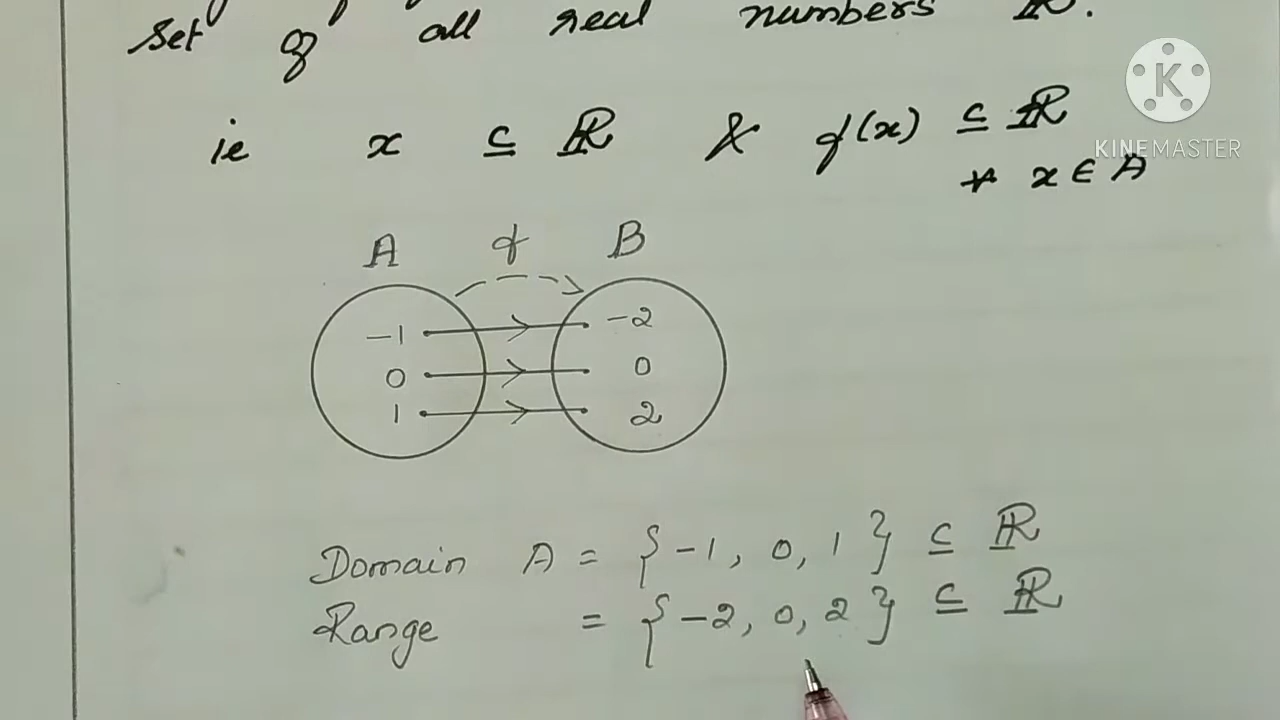 set of all real numbers ℝ.
ie x ⊆ ℝ & f(x) ⊆ ℝ
∀ x ∈ A
K
KINEMASTER
A f B
-1 -2
0 0
1 2
Domain A = {-1, 0, 1} ⊆ ℝ
Range = {-2, 0, 2} ⊆ ℝ